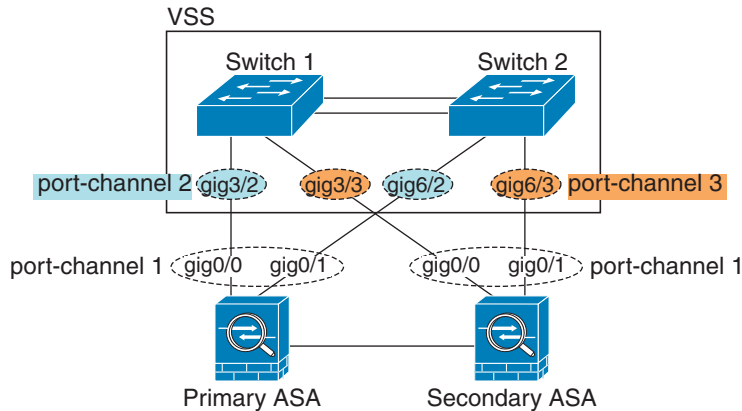 VSS
Switch 1 Switch 2
port-channel 2 gig3/2 gig3/3 gig6/2 gig6/3 port-channel 3
port-channel 1 gig0/0 gig0/1 gig0/0 gig0/1 port-channel 1
Primary ASA Secondary ASA